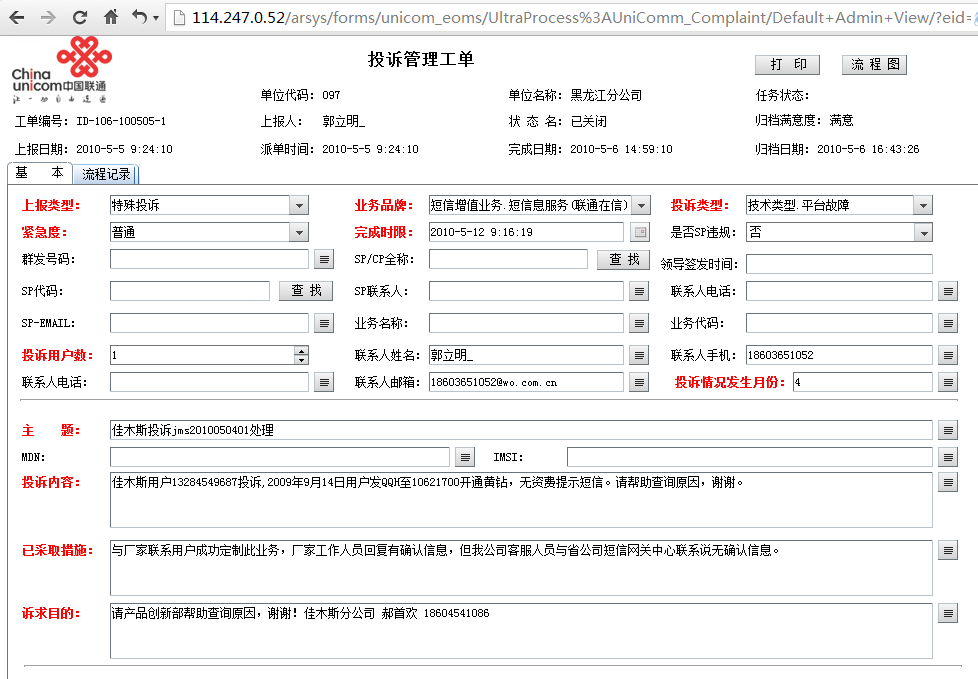 114.247.0.52/arsys/forms/unicom_eoms/UltraProcess%3AUniComm_Complaint/Default+Admin+View/?eid=
China unicom中国联通
投诉管理工单
打 印 流 程 图
单位代码: 097 单位名称: 黑龙江分公司 任务状态:
工单编号: ID-106-100505-1 上报人: 郭立明_ 状 态 名: 已关闭 归档满意度: 满意
上报日期: 2010-5-5 9:24:10 派单时间: 2010-5-5 9:24:10 完成日期: 2010-5-6 14:59:10 归档日期: 2010-5-6 16:43:26
基 本 流程记录
上报类型: 特殊投诉 业务品牌: 短信增值业务.短信息服务(联通在信) 投诉类型: 技术类型.平台故障
紧急度: 普通 完成时限: 2010-5-12 9:16:19 是否SP违规: 否
群发号码: SP/CP全称: 查 找 领导签发时间:
SP代码: 查 找 SP联系人: 联系人电话:
SP-EMAIL: 业务名称: 业务代码:
投诉用户数: 1 联系人姓名: 郭立明_ 联系人手机: 18603651052
联系人电话: 联系人邮箱: 18603651052@wo.com.cn 投诉情况发生月份: 4
主 题: 佳木斯投诉jms2010050401处理
MDN: IMSI:
投诉内容: 佳木斯用户13284549687投诉,2009年9月14日用户发QQH至10621700开通黄钻，无资费提示短信。请帮助查询原因，谢谢。
已采取措施: 与厂家联系用户成功定制此业务，厂家工作人员回复有确认信息，但我公司客服人员与省公司短信网关中心联系说无确认信息。
诉求目的: 请产品创新部帮助查询原因，谢谢! 佳木斯分公司 郝首欢 18604541086